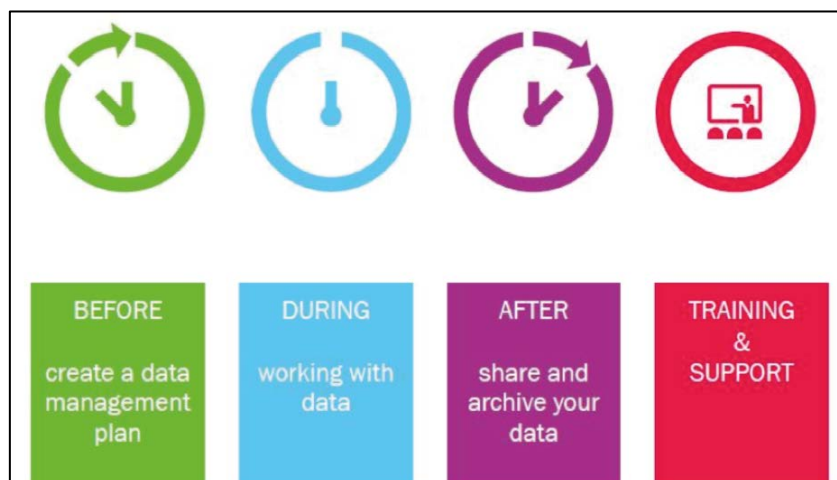 BEFORE
create a data
management
plan
DURING
working with
data
AFTER
share and
archive your
data
TRAINING
&
SUPPORT